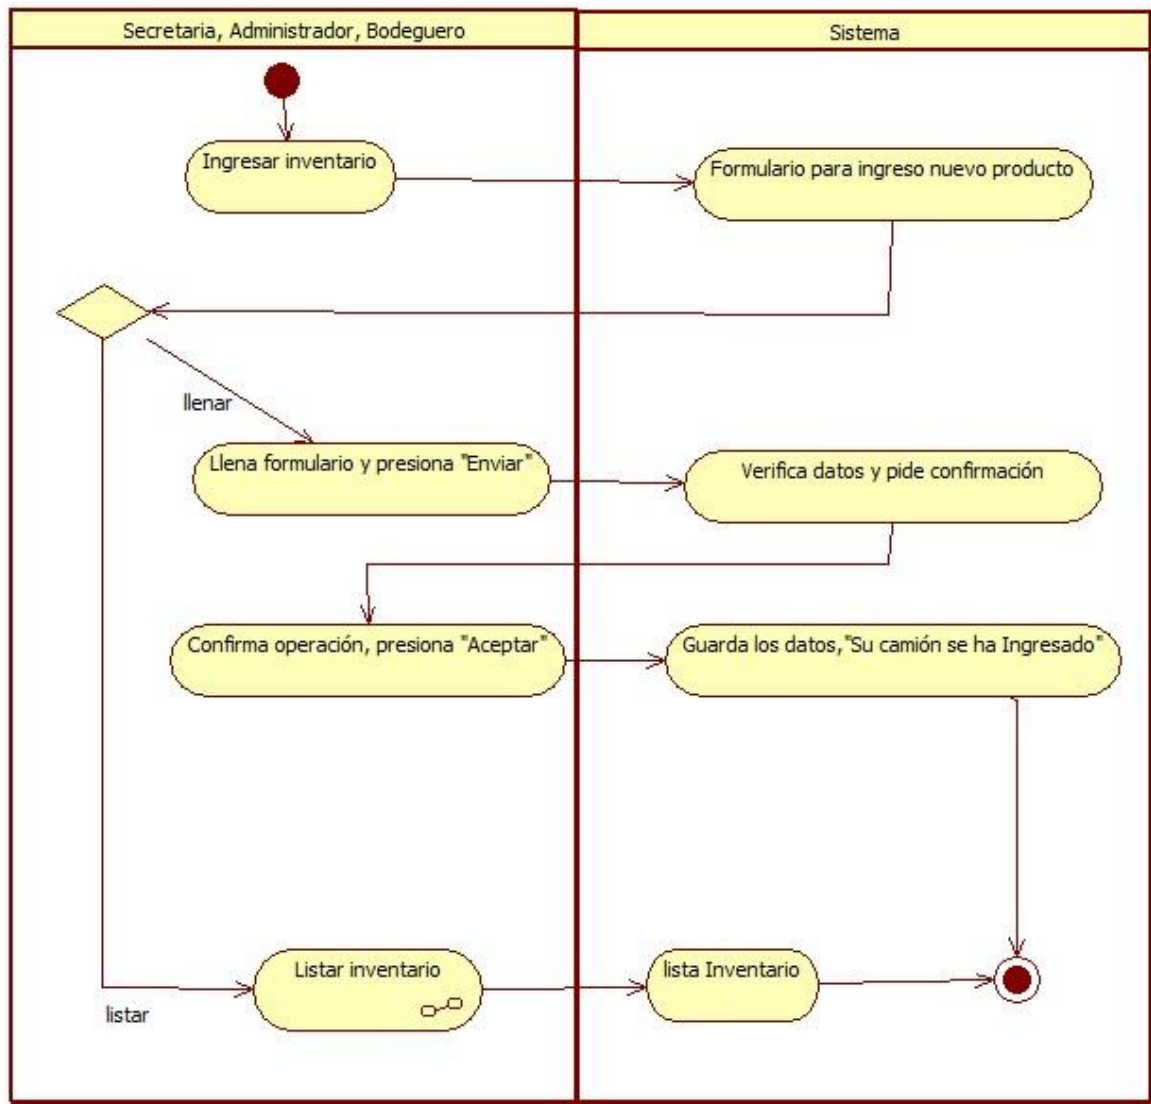 Secretaria, Administrador, Bodeguero
Sistema
Ingresar inventario
Formulario para ingreso nuevo producto
llenar
Llena formulario y presiona "Enviar"
Verifica datos y pide confirmación
Confirma operación, presiona "Aceptar"
Guarda los datos,"Su camión se ha Ingresado"
Listar inventario
lista Inventario
listar